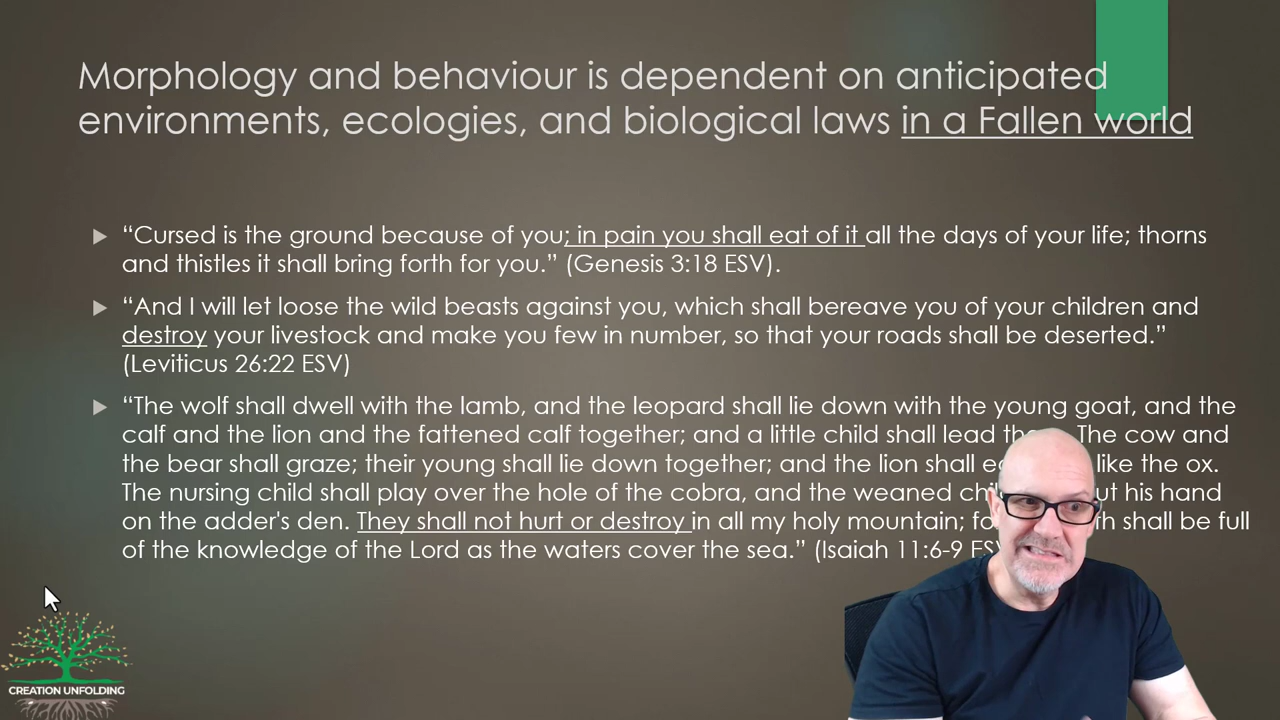 Morphology and behaviour is dependent on anticipated
environments, ecologies, and biological laws in a Fallen world
“Cursed is the ground because of you; in pain you shall eat of it all the days of your life; thorns
and thistles it shall bring forth for you.” (Genesis 3:18 ESV).
“And I will let loose the wild beasts against you, which shall bereave you of your children and
destroy your livestock and make you few in number, so that your roads shall be deserted.”
(Leviticus 26:22 ESV)
“The wolf shall dwell with the lamb, and the leopard shall lie down with the young goat, and the
calf and the lion and the fattened calf together; and a little child shall lead The cow and
the bear shall graze; their young shall lie down together; and the lion shall like the ox.
The nursing child shall play over the hole of the cobra, and the weaned his hand
on the adder's den. They shall not hurt or destroy in all my holy mountain; shall be full
of the knowledge of the Lord as the waters cover the sea.” (Isaiah 11:6-9
CREATION UNFOLDING